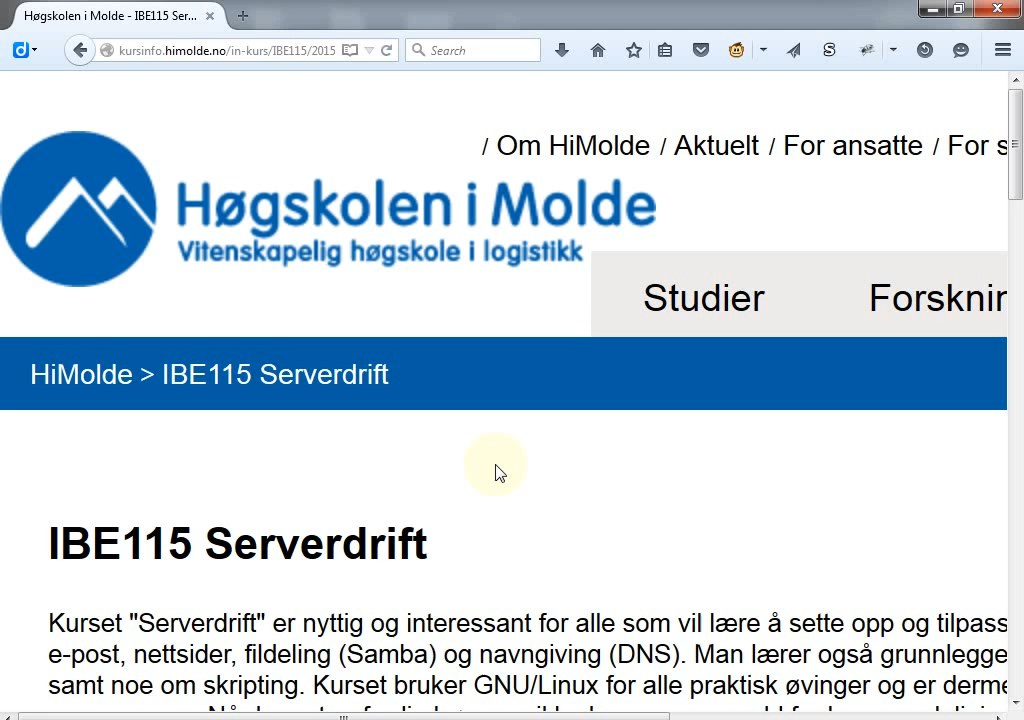 Høgskolen i Molde - IBE115 Ser...
kursinfo.himolde.no/in-kurs/IBE115/2015
Search
/ Om HiMolde / Aktuelt / For ansatte / For s
Høgskolen i Molde
Vitenskapelig høgskole i logistikk
Studier Forsknin
HiMolde > IBE115 Serverdrift
IBE115 Serverdrift
Kurset "Serverdrift" er nyttig og interessant for alle som vil lære å sette opp og tilpass
e-post, nettsider, fildeling (Samba) og navngiving (DNS). Man lærer også grunnlegge
samt noe om skripting. Kurset bruker GNU/Linux for alle praktisk øvinger og er derme